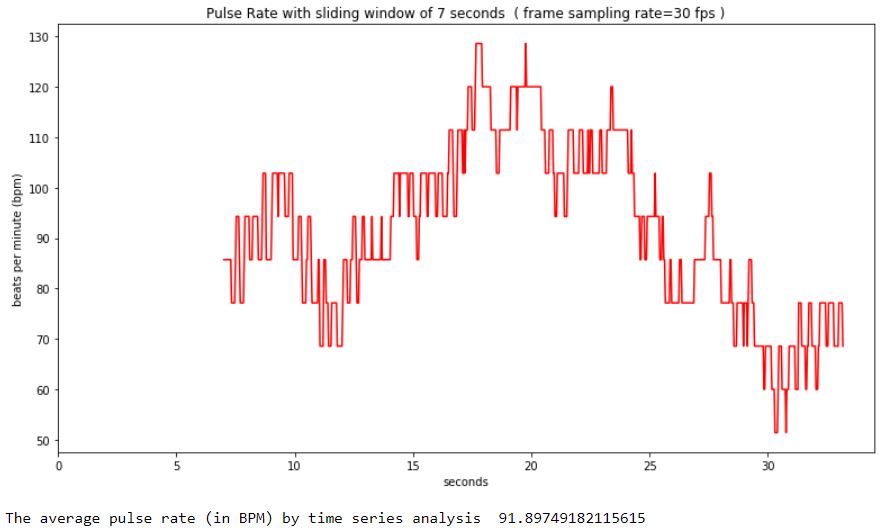 Pulse Rate with sliding window of 7 seconds  ( frame sampling rate=30 fps )
130
120
110
100
90
80
70
60
50
beats per minute (bpm)
0 5 10 15 20 25 30
seconds
The average pulse rate (in BPM) by time series analysis  91.89749182115615